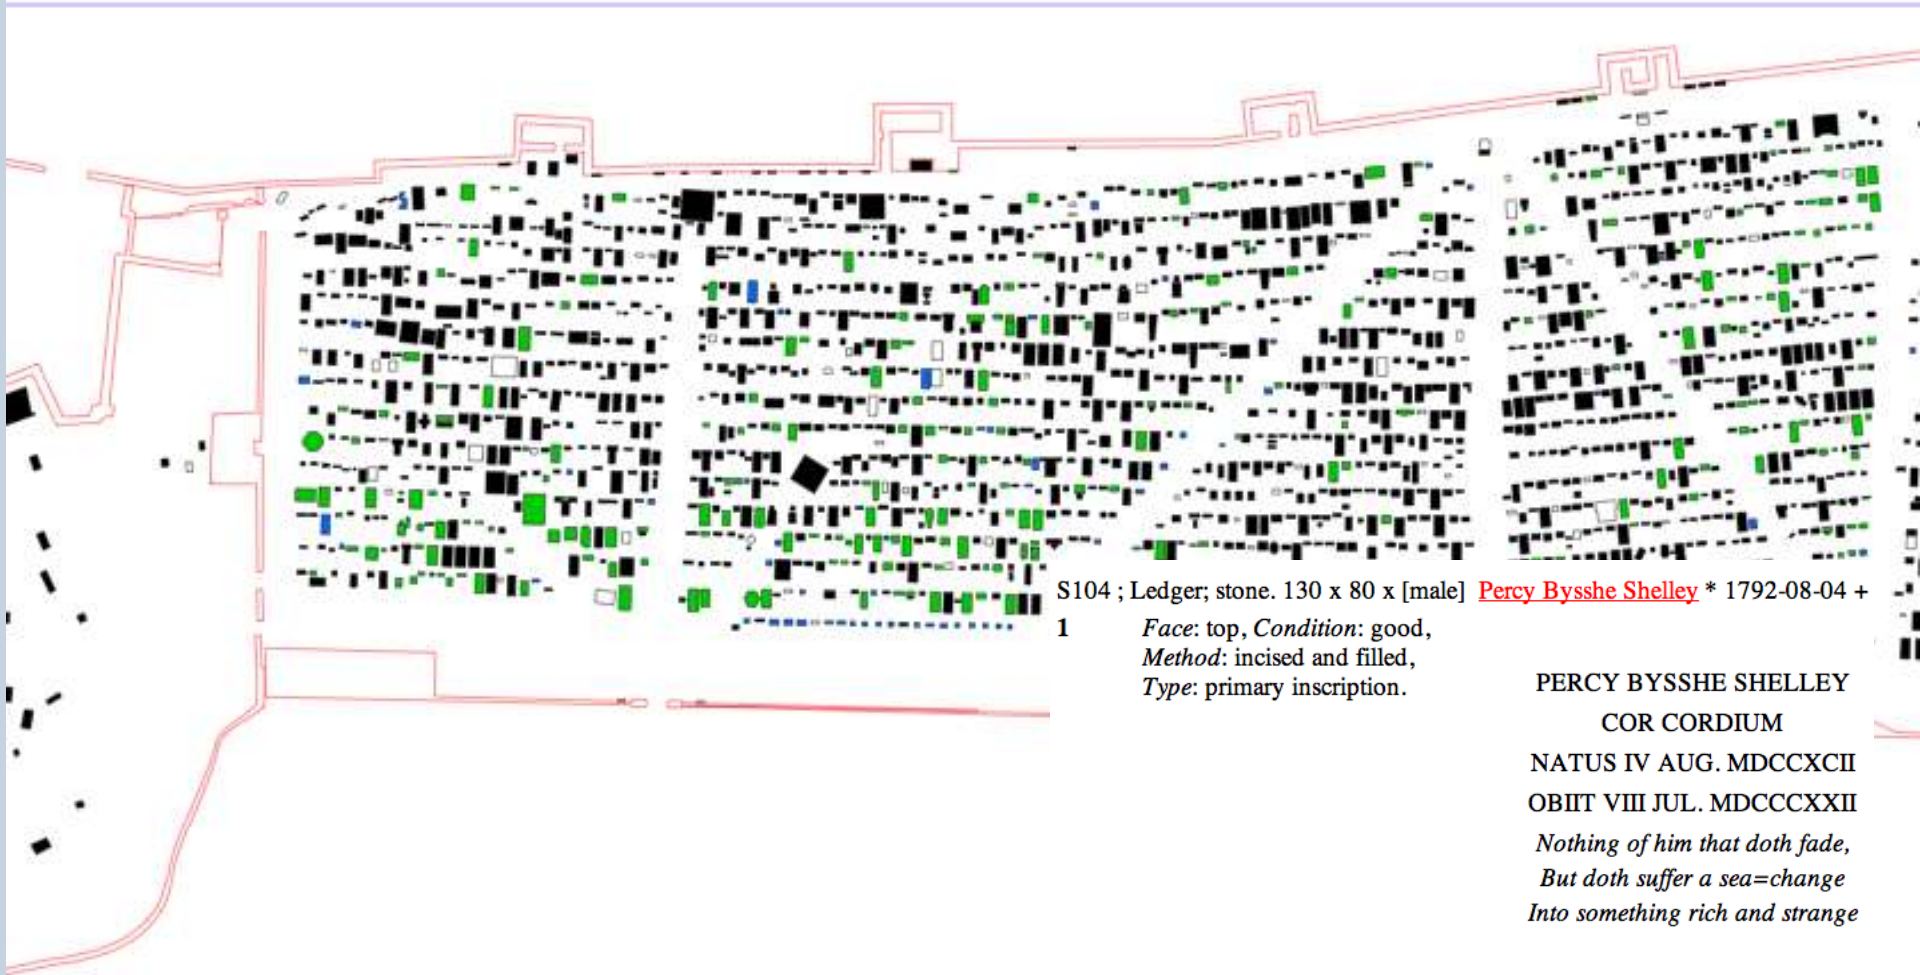 S104 ; Ledger; stone. 130 x 80 x [male] Percy Bysshe Shelley * 1792-08-04 +
1 Face: top, Condition: good,
Method: incised and filled,
Type: primary inscription.
PERCY BYSSHE SHELLEY
COR CORDIUM
NATUS IV AUG. MDCCXCII
OBIIT VIII JUL. MDCCCXXII
Nothing of him that doth fade,
But doth suffer a sea=change
Into something rich and strange